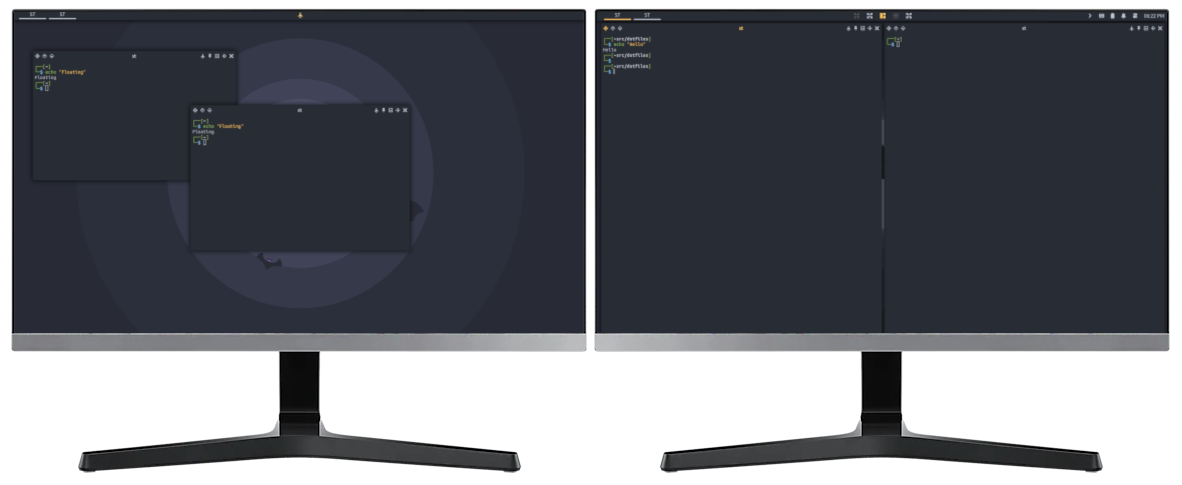 ST ST
st
┌─[~]
└─$ echo "Floating"
Floating
┌─[~]
└─$
st
┌─[~]
└─$ echo "Floating"
Floating
┌─[~]
└─$
ST ST
10:22 PM
st
┌─[~src/dotfiles]
└─$ echo "Hello"
Hello
┌─[~src/dotfiles]
└─$
┌─[~src/dotfiles]
└─$
st
┌─[~]
└─$